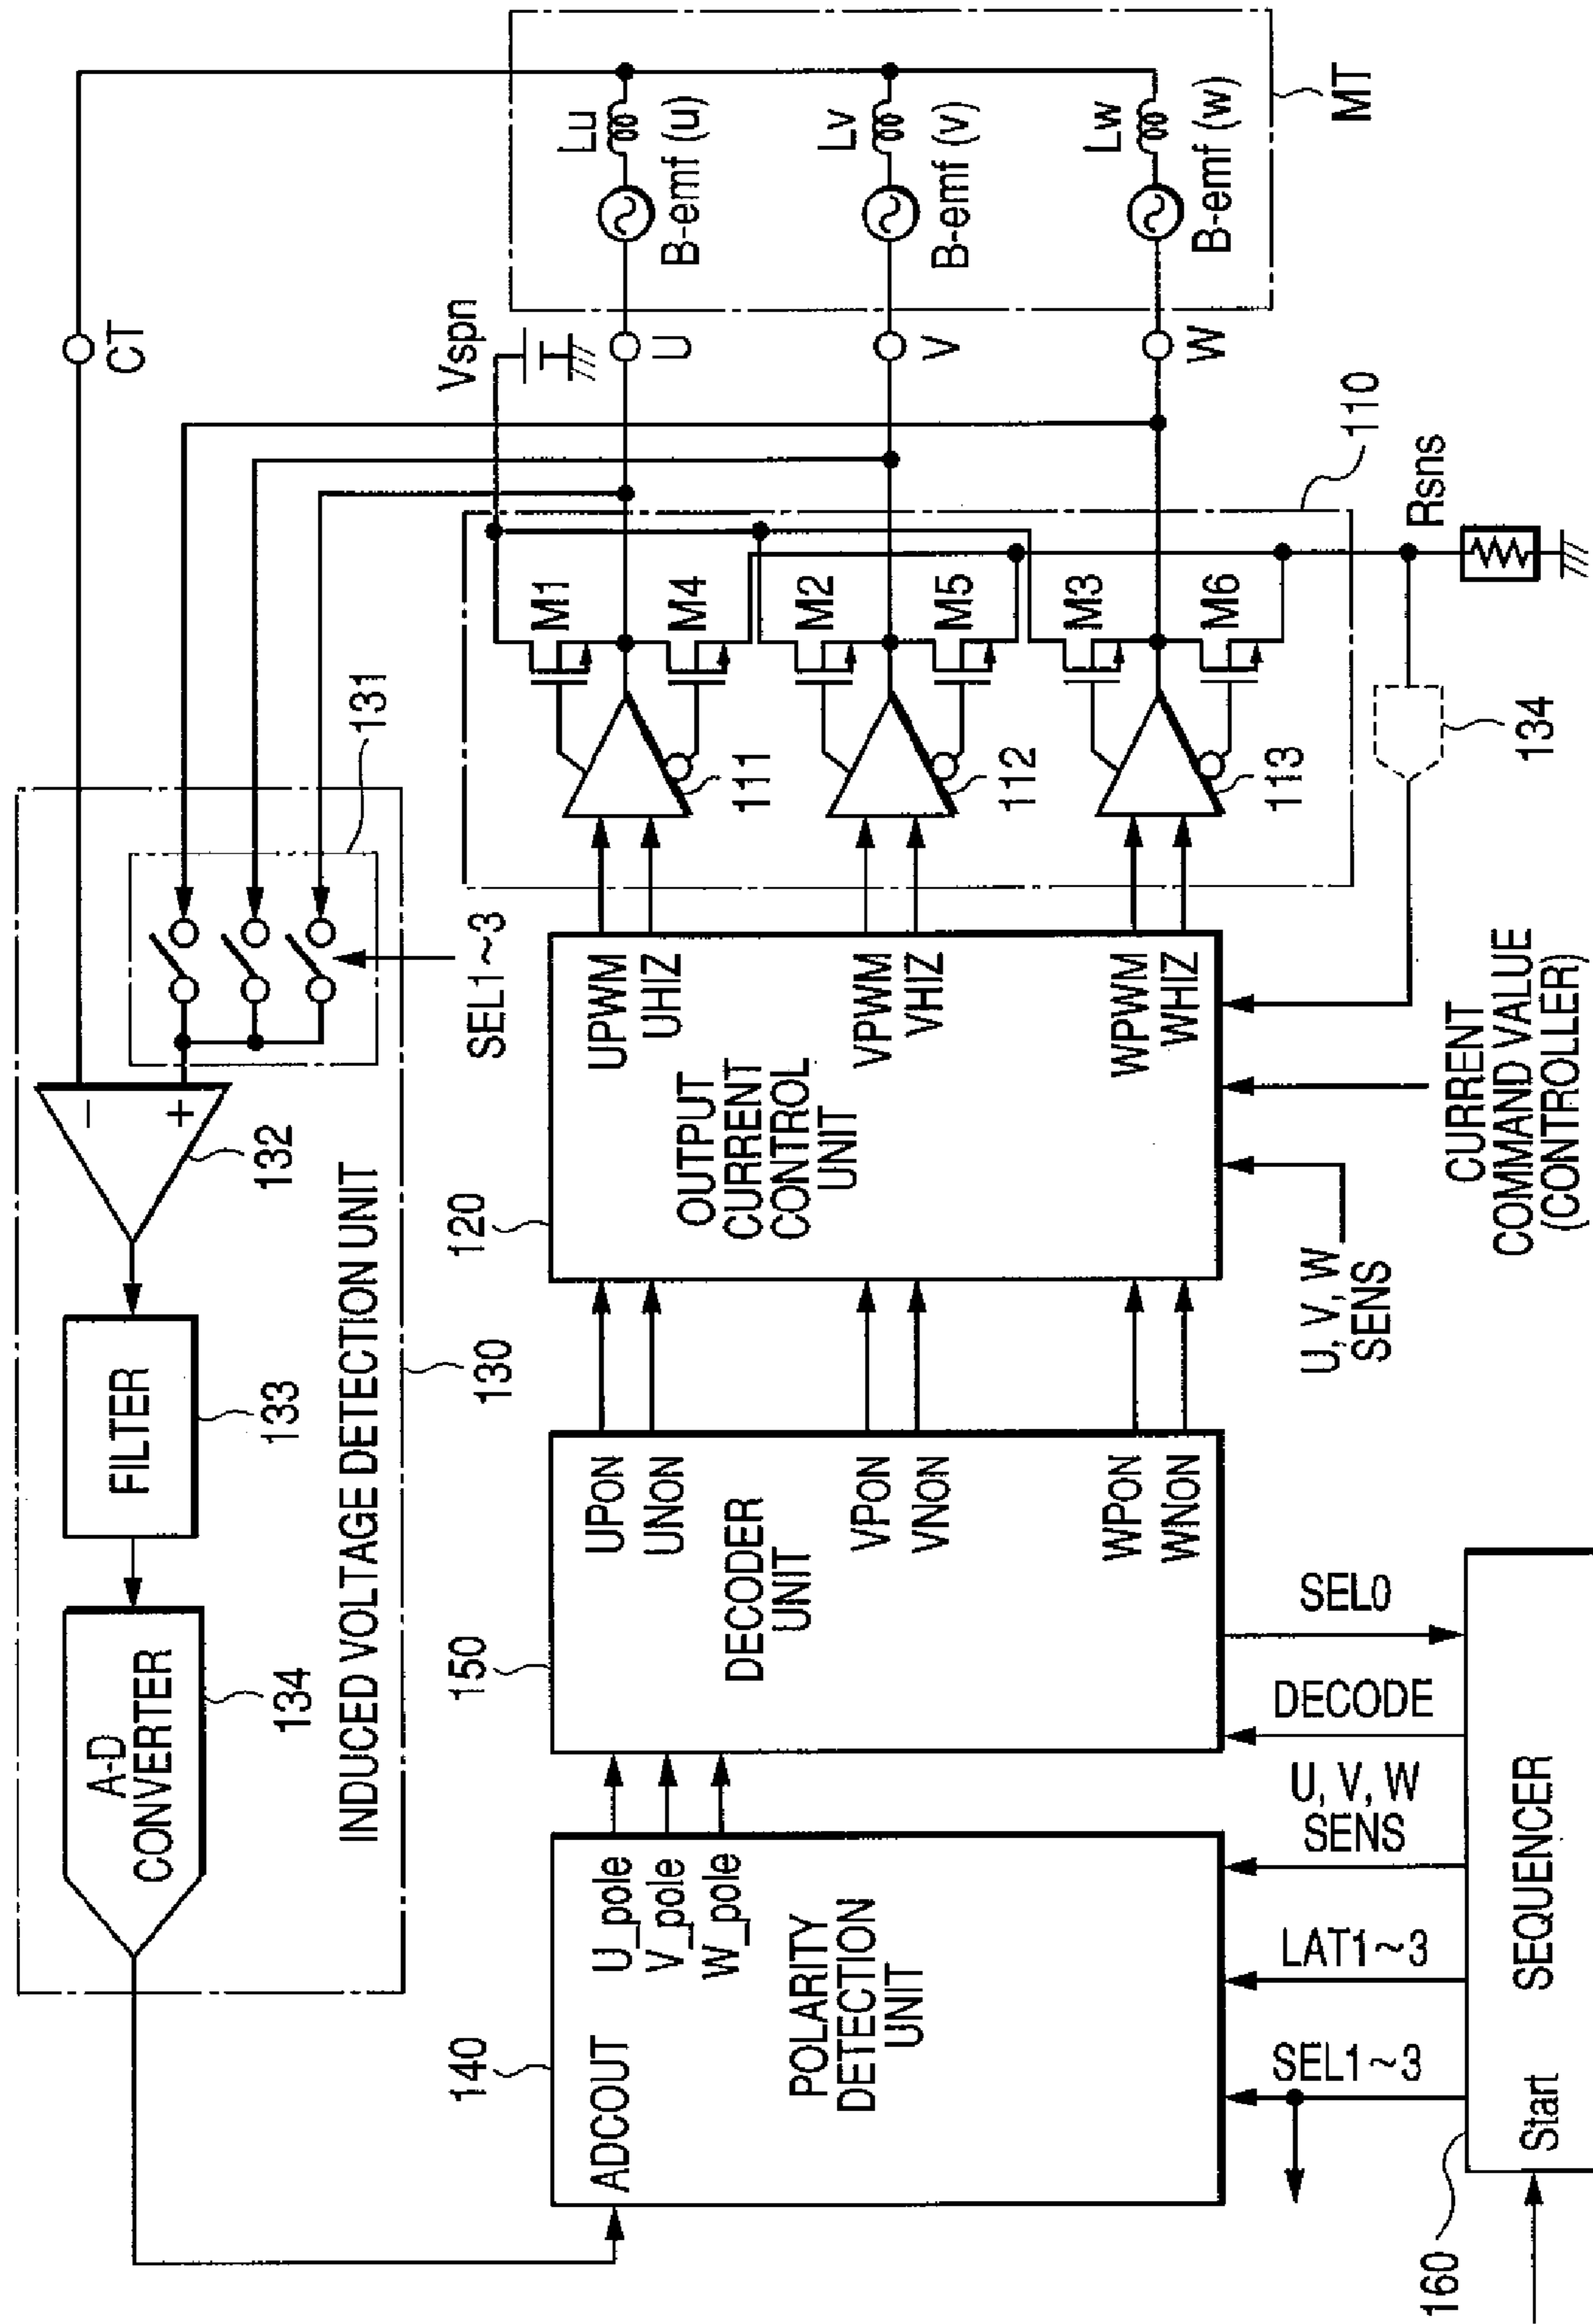 CT
Lu
B-emf (u)
Lv
B-emf (v)
Lw
B-emf (w)
MT
Vspn
U
V
W
110
Rsns
M1
M4
M2
M5
M3
M6
111
112
113
134
131
SEL1~3
132
FILTER
133
A-D
CONVERTER
134
INDUCED VOLTAGE DETECTION UNIT
130
120
OUTPUT
CURRENT
CONTROL
UNIT
UPWM
UHIZ
VPWM
VHIZ
WPWM
WHIZ
U, V, W
SENS
CURRENT
COMMAND VALUE
(CONTROLLER)
150
DECODER
UNIT
UPON
UNON
VPON
VNON
WPON
WNON
140
ADCOUT
U_pole
V_pole
W_pole
POLARITY
DETECTION
UNIT
SEL1~3
LAT1~3
U, V, W
SENS
DECODE
SEL0
160
Start
SEQUENCER